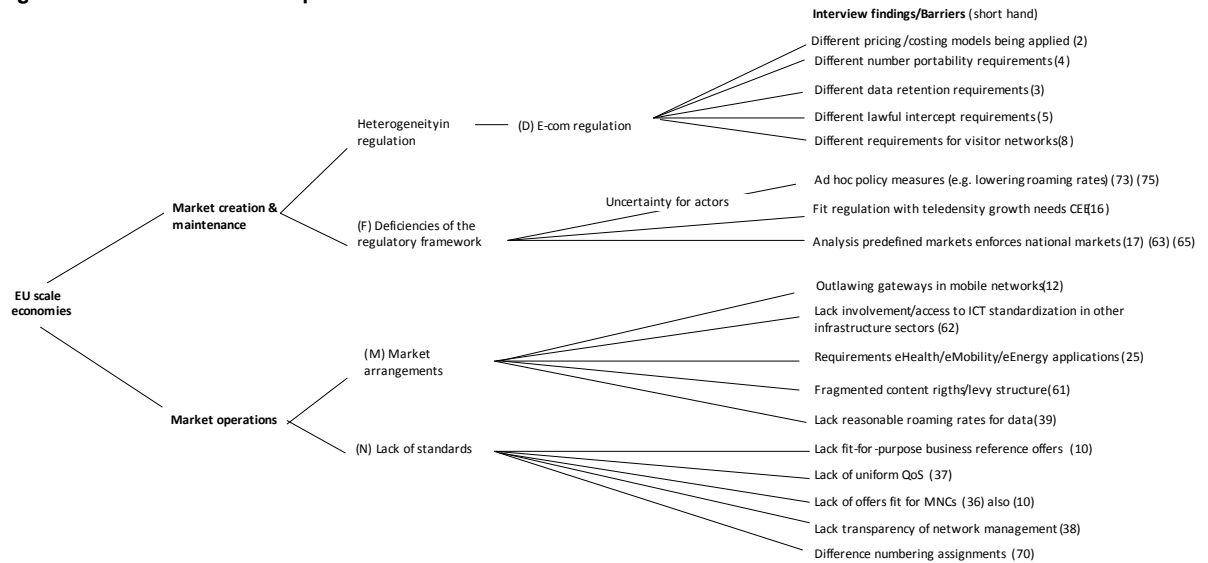 Interview findings/Barriers (short hand)
Different pricing/costing models being applied (2)
Different number portability requirements (4)
Different data retention requirements (3)
Heterogeneityin
regulation
(D) E-com regulation
Different lawful intercept requirements (5)
Different requirements for visitor networks(8)
Ad hoc policy measures (e.g. lowering roaming rates) (73) (75)
Uncertainty for actors
Market creation &
maintenance
(F) Deficiencies of the
regulatory framework
Fit regulation with teledensity growth needs
Analysis predefined markets enforces national markets (17) (63) (65)
EU scale
economies
Outlawing gateways in mobile networks(12)
Lack involvement/access to ICT standardization in other
infrastructure sectors (62)
(M) Market
arrangements
Requirements eHealth/eMobility/eEnergy applications (25)
Fragmented content rigths/levy structure(61)
Market operations
Lack reasonable roaming rates for data(39)
(N) Lack of standards
Lack fit-for -purpose business reference offers (10)
Lack of uniform QoS (37)
Lack of offers fit for MNCs (36) also (10)
Lack transparency of network management (38)
Difference numbering assignments (70)